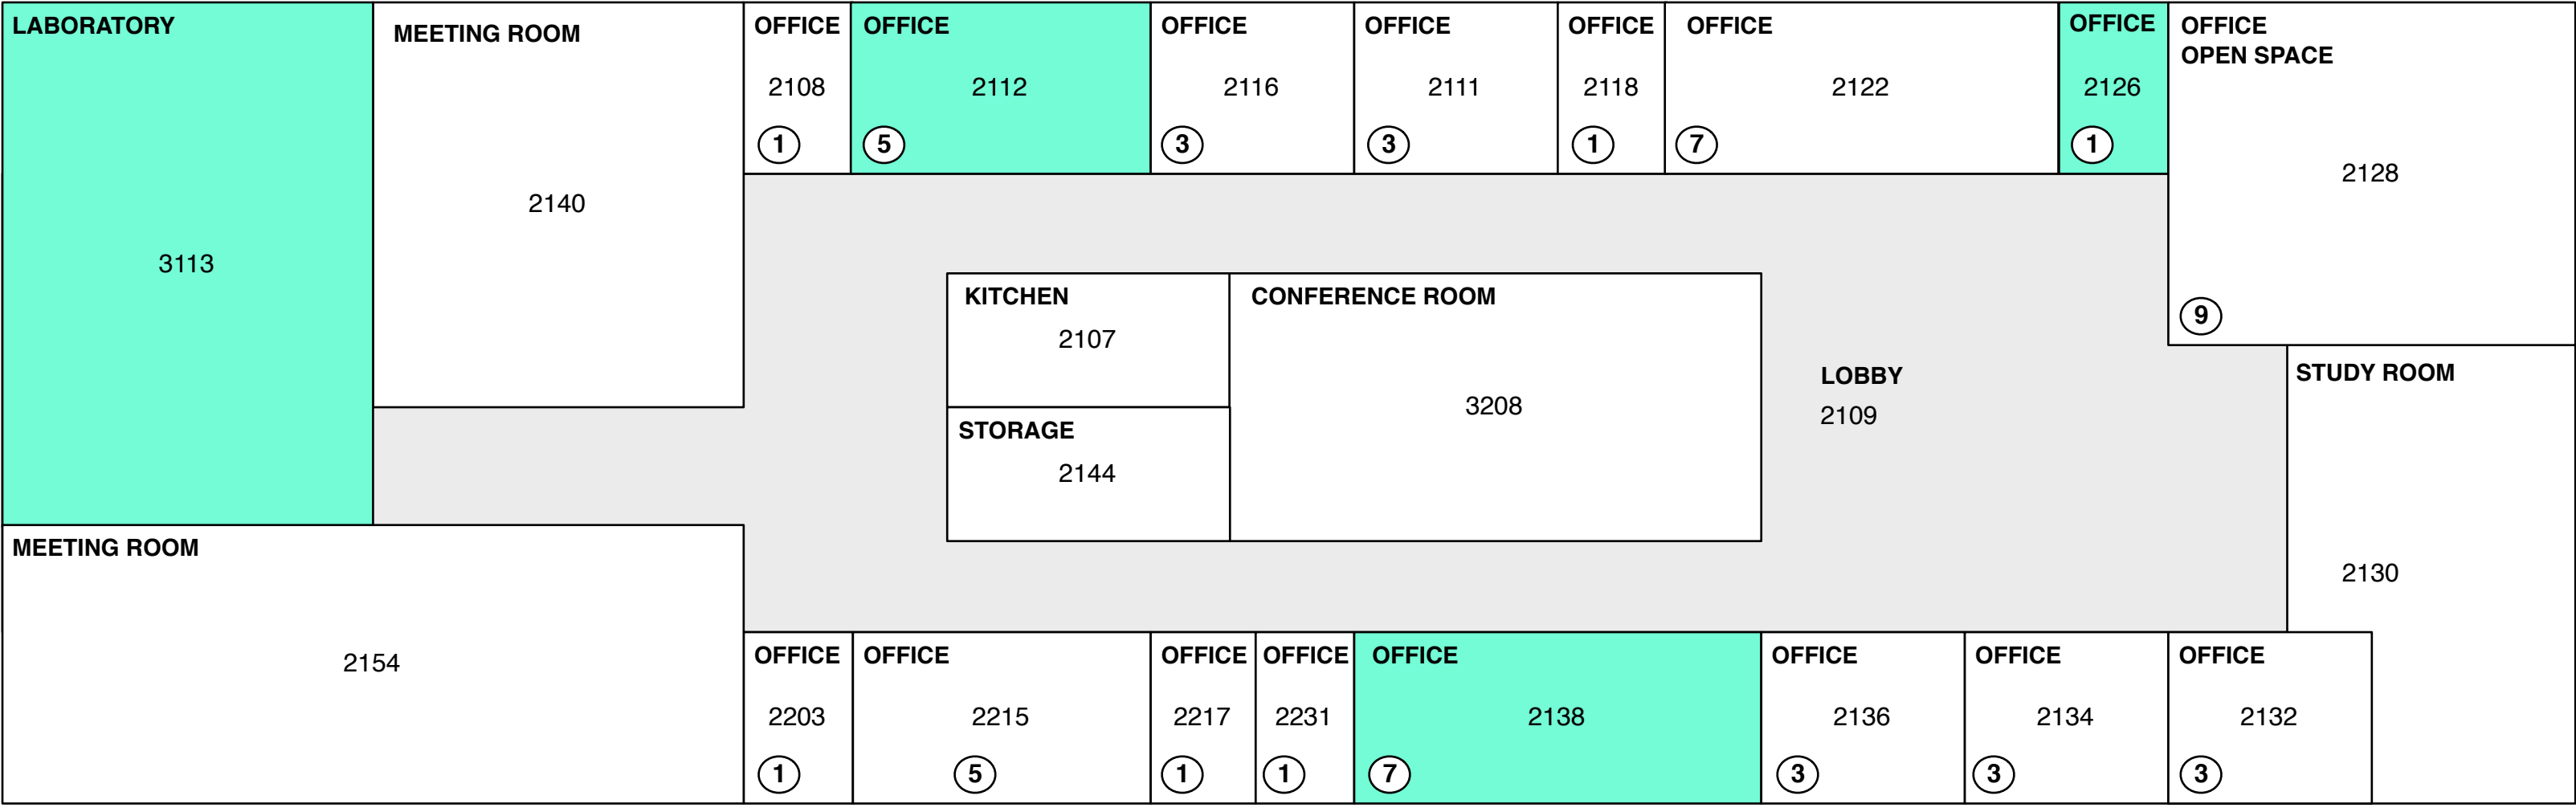 LABORATORY
3113
MEETING ROOM
2140
OFFICE
2108
1
OFFICE
2112
5
OFFICE
2116
3
OFFICE
2111
3
OFFICE
2118
1
OFFICE
2122
7
OFFICE
2126
1
OFFICE
OPEN SPACE
2128
9
KITCHEN
2107
CONFERENCE ROOM
3208
STORAGE
2144
LOBBY
2109
STUDY ROOM
2130
MEETING ROOM
2154
OFFICE
2203
1
OFFICE
2215
5
OFFICE
2217
1
OFFICE
2231
1
OFFICE
2138
7
OFFICE
2136
3
OFFICE
2134
3
OFFICE
2132
3